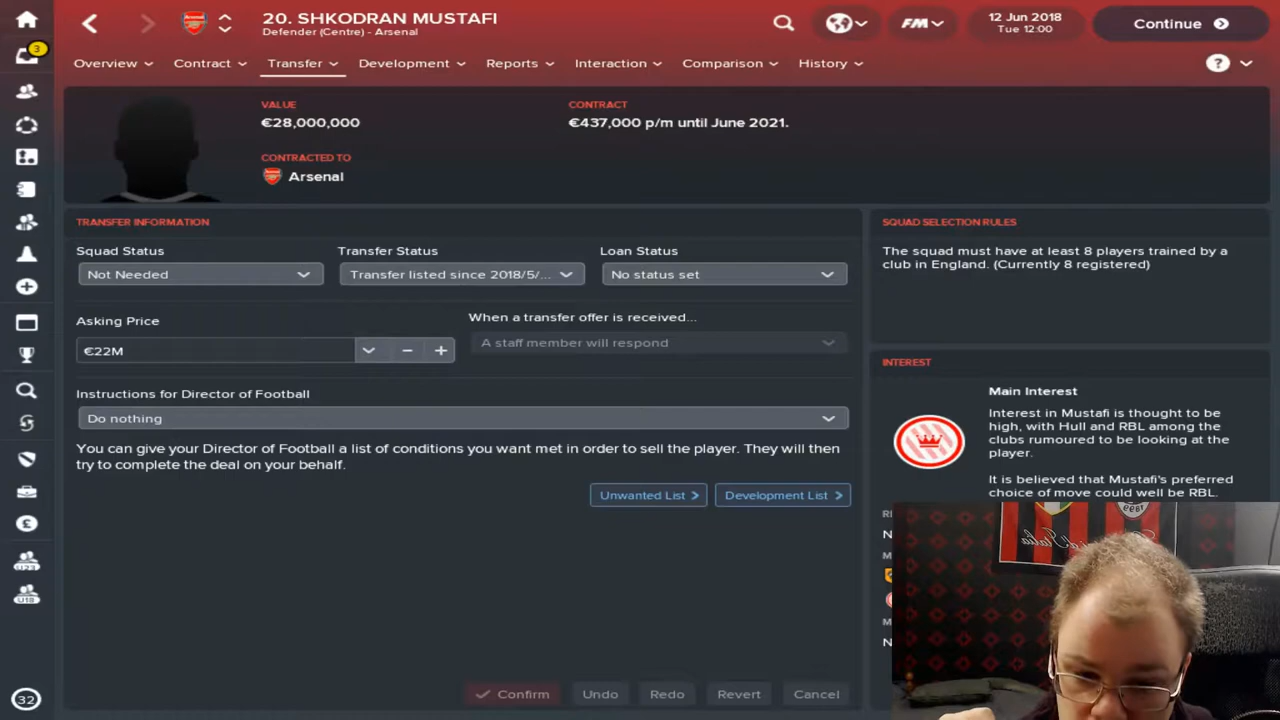 20. SHKODRAN MUSTAFI
Defender (Centre) - Arsenal
FM
12 Jun 2018
Tue 12:00
Continue
3
Overview
Contract
Transfer
Development
Reports
Interaction
Comparison
History
?
VALUE
€28,000,000
CONTRACT
€437,000 p/m until June 2021.
CONTRACTED TO
Arsenal
TRANSFER INFORMATION
Squad Status
Transfer Status
Loan Status
Not Needed
Transfer listed since 2018/5/...
No status set
Asking Price
When a transfer offer is received...
€22M
A staff member will respond
Instructions for Director of Football
Do nothing
You can give your Director of Football a list of conditions you want met in order to sell the player. They will then
try to complete the deal on your behalf.
Unwanted List >
Development List >
SQUAD SELECTION RULES
The squad must have at least 8 players trained by a
club in England. (Currently 8 registered)
INTEREST
Main Interest
Interest in Mustafi is thought to be
high, with Hull and RBL among the
clubs rumoured to be looking at the
player.
It is believed that Mustafi's preferred
choice of move could well be RBL.
1899
U23
U18
32
Confirm
Undo
Redo
Revert
Cancel